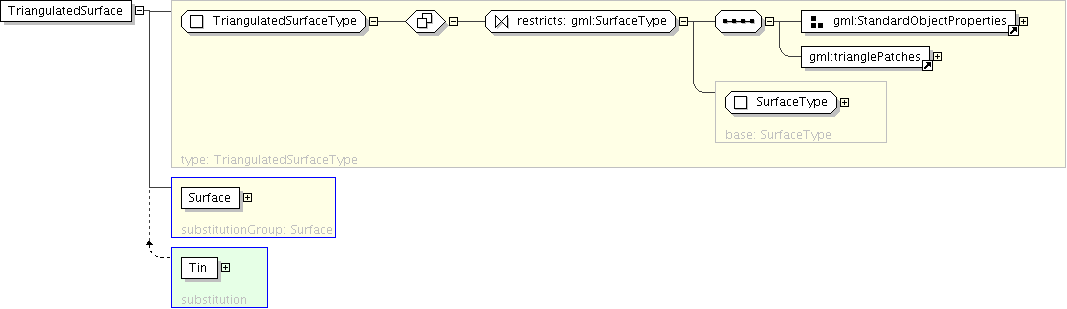 TriangulatedSurface
TriangulatedSurfaceType
restricts: gml:SurfaceType
gml:StandardObjectProperties
gml:trianglePatches
SurfaceType
base: SurfaceType
type: TriangulatedSurfaceType
Surface
substitutionGroup: Surface
Tin
substitution